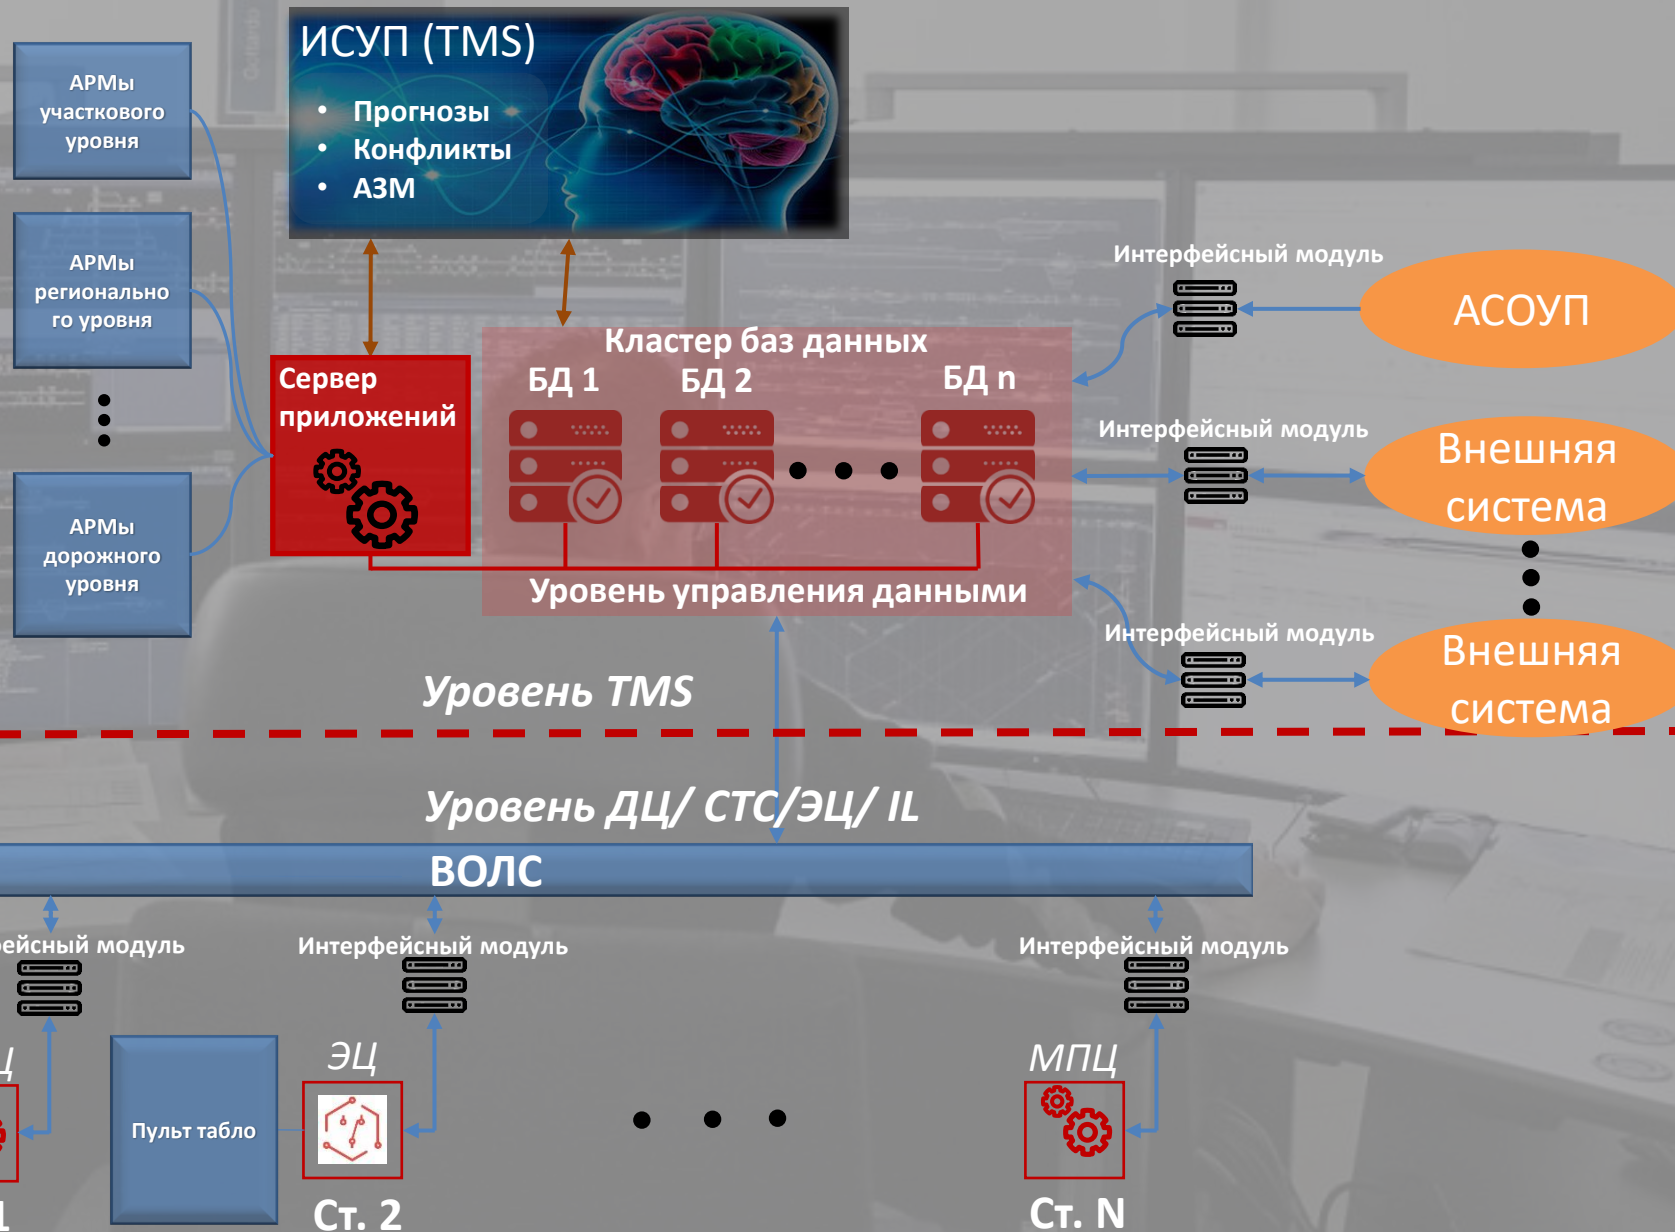 АРМы
участкового
уровня
АРМы
регионально
го уровня
АРМы
дорожного
уровня
ИСУП (TMS)
• Прогнозы
• Конфликты
• АЗМ
Сервер
приложений
Кластер баз данных
БД 1
БД 2
БД n
Уровень управления данными
Интерфейсный модуль
АСОУП
Интерфейсный модуль
Внешняя
система
Интерфейсный модуль
Внешняя
система
Уровень TMS
Уровень ДЦ/ СТС/ЭЦ/ IL
ВОЛС
фейсный модуль
Интерфейсный модуль
Интерфейсный модуль
Ц
Пульт табло
ЭЦ
МПЦ
1
Ст. 2
Ст. N